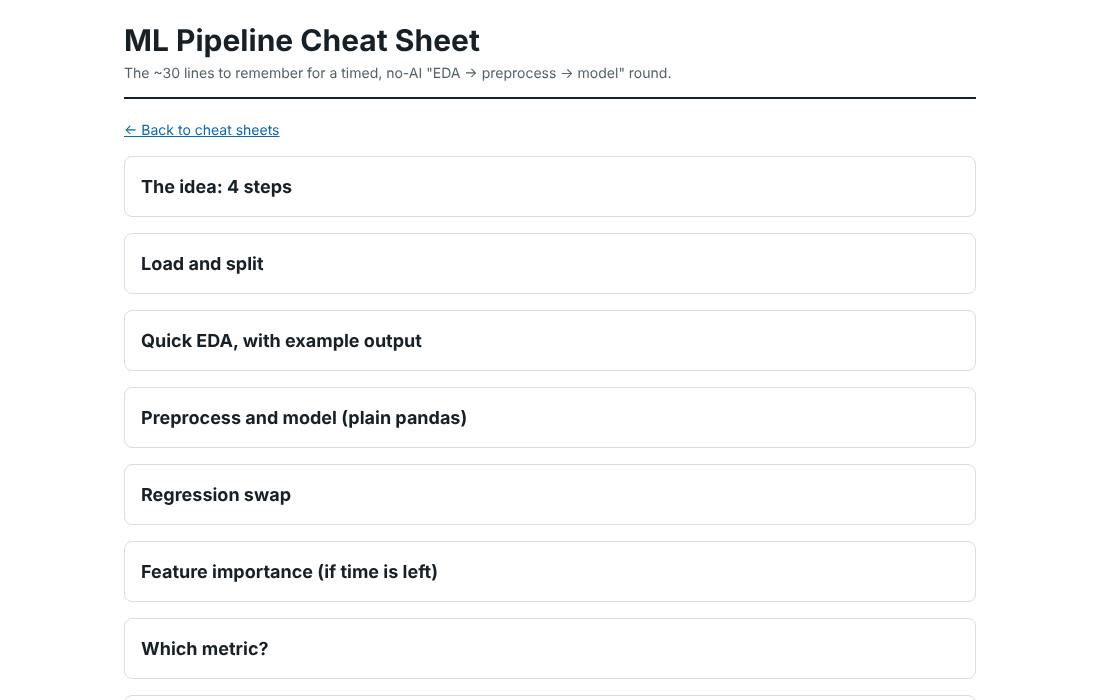 ML Pipeline Cheat Sheet
The ~30 lines to remember for a timed, no-AI "EDA → preprocess → model" round.
← Back to cheat sheets
The idea: 4 steps
Load and split
Quick EDA, with example output
Preprocess and model (plain pandas)
Regression swap
Feature importance (if time is left)
Which metric?